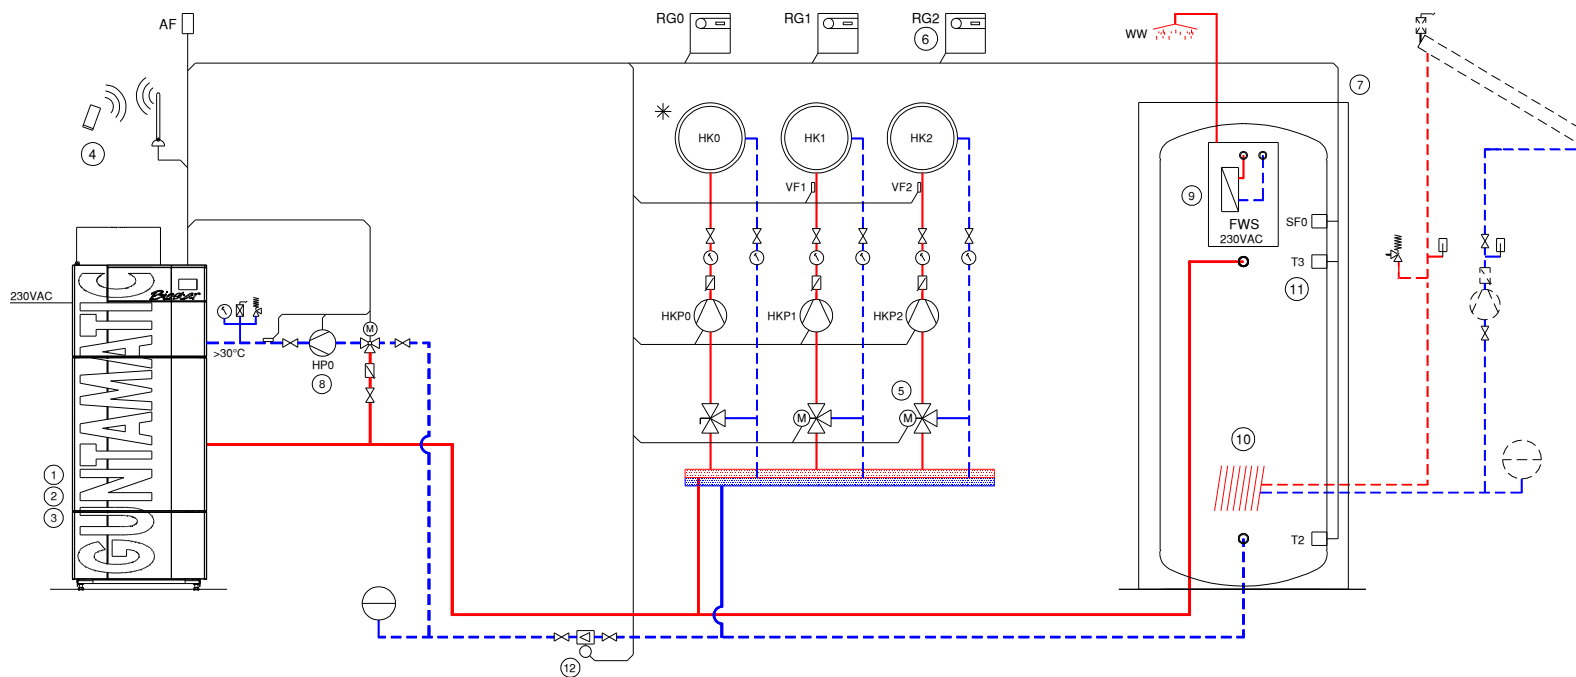 AF
RG0
RG1
RG2
6
WW
7
4
HK0
HK1
HK2
VF1
VF2
9
FWS
230VAC
SF0
T3
11
230VAC
Biostar
GUNTAMATIC
>30°C
M
HP0
8
HKP0
HKP1
HKP2
5
M
M
10
1
2
3
T2
12